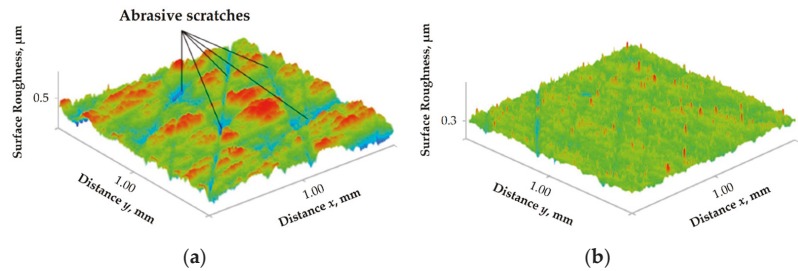 Abrasive scratches
Surface Roughness, µm
0.5
1.00
Distance y, mm
1.00
Distance x, mm
(a)
Surface Roughness, µm
0.3
1.00
Distance y, mm
1.00
Distance x, mm
(b)